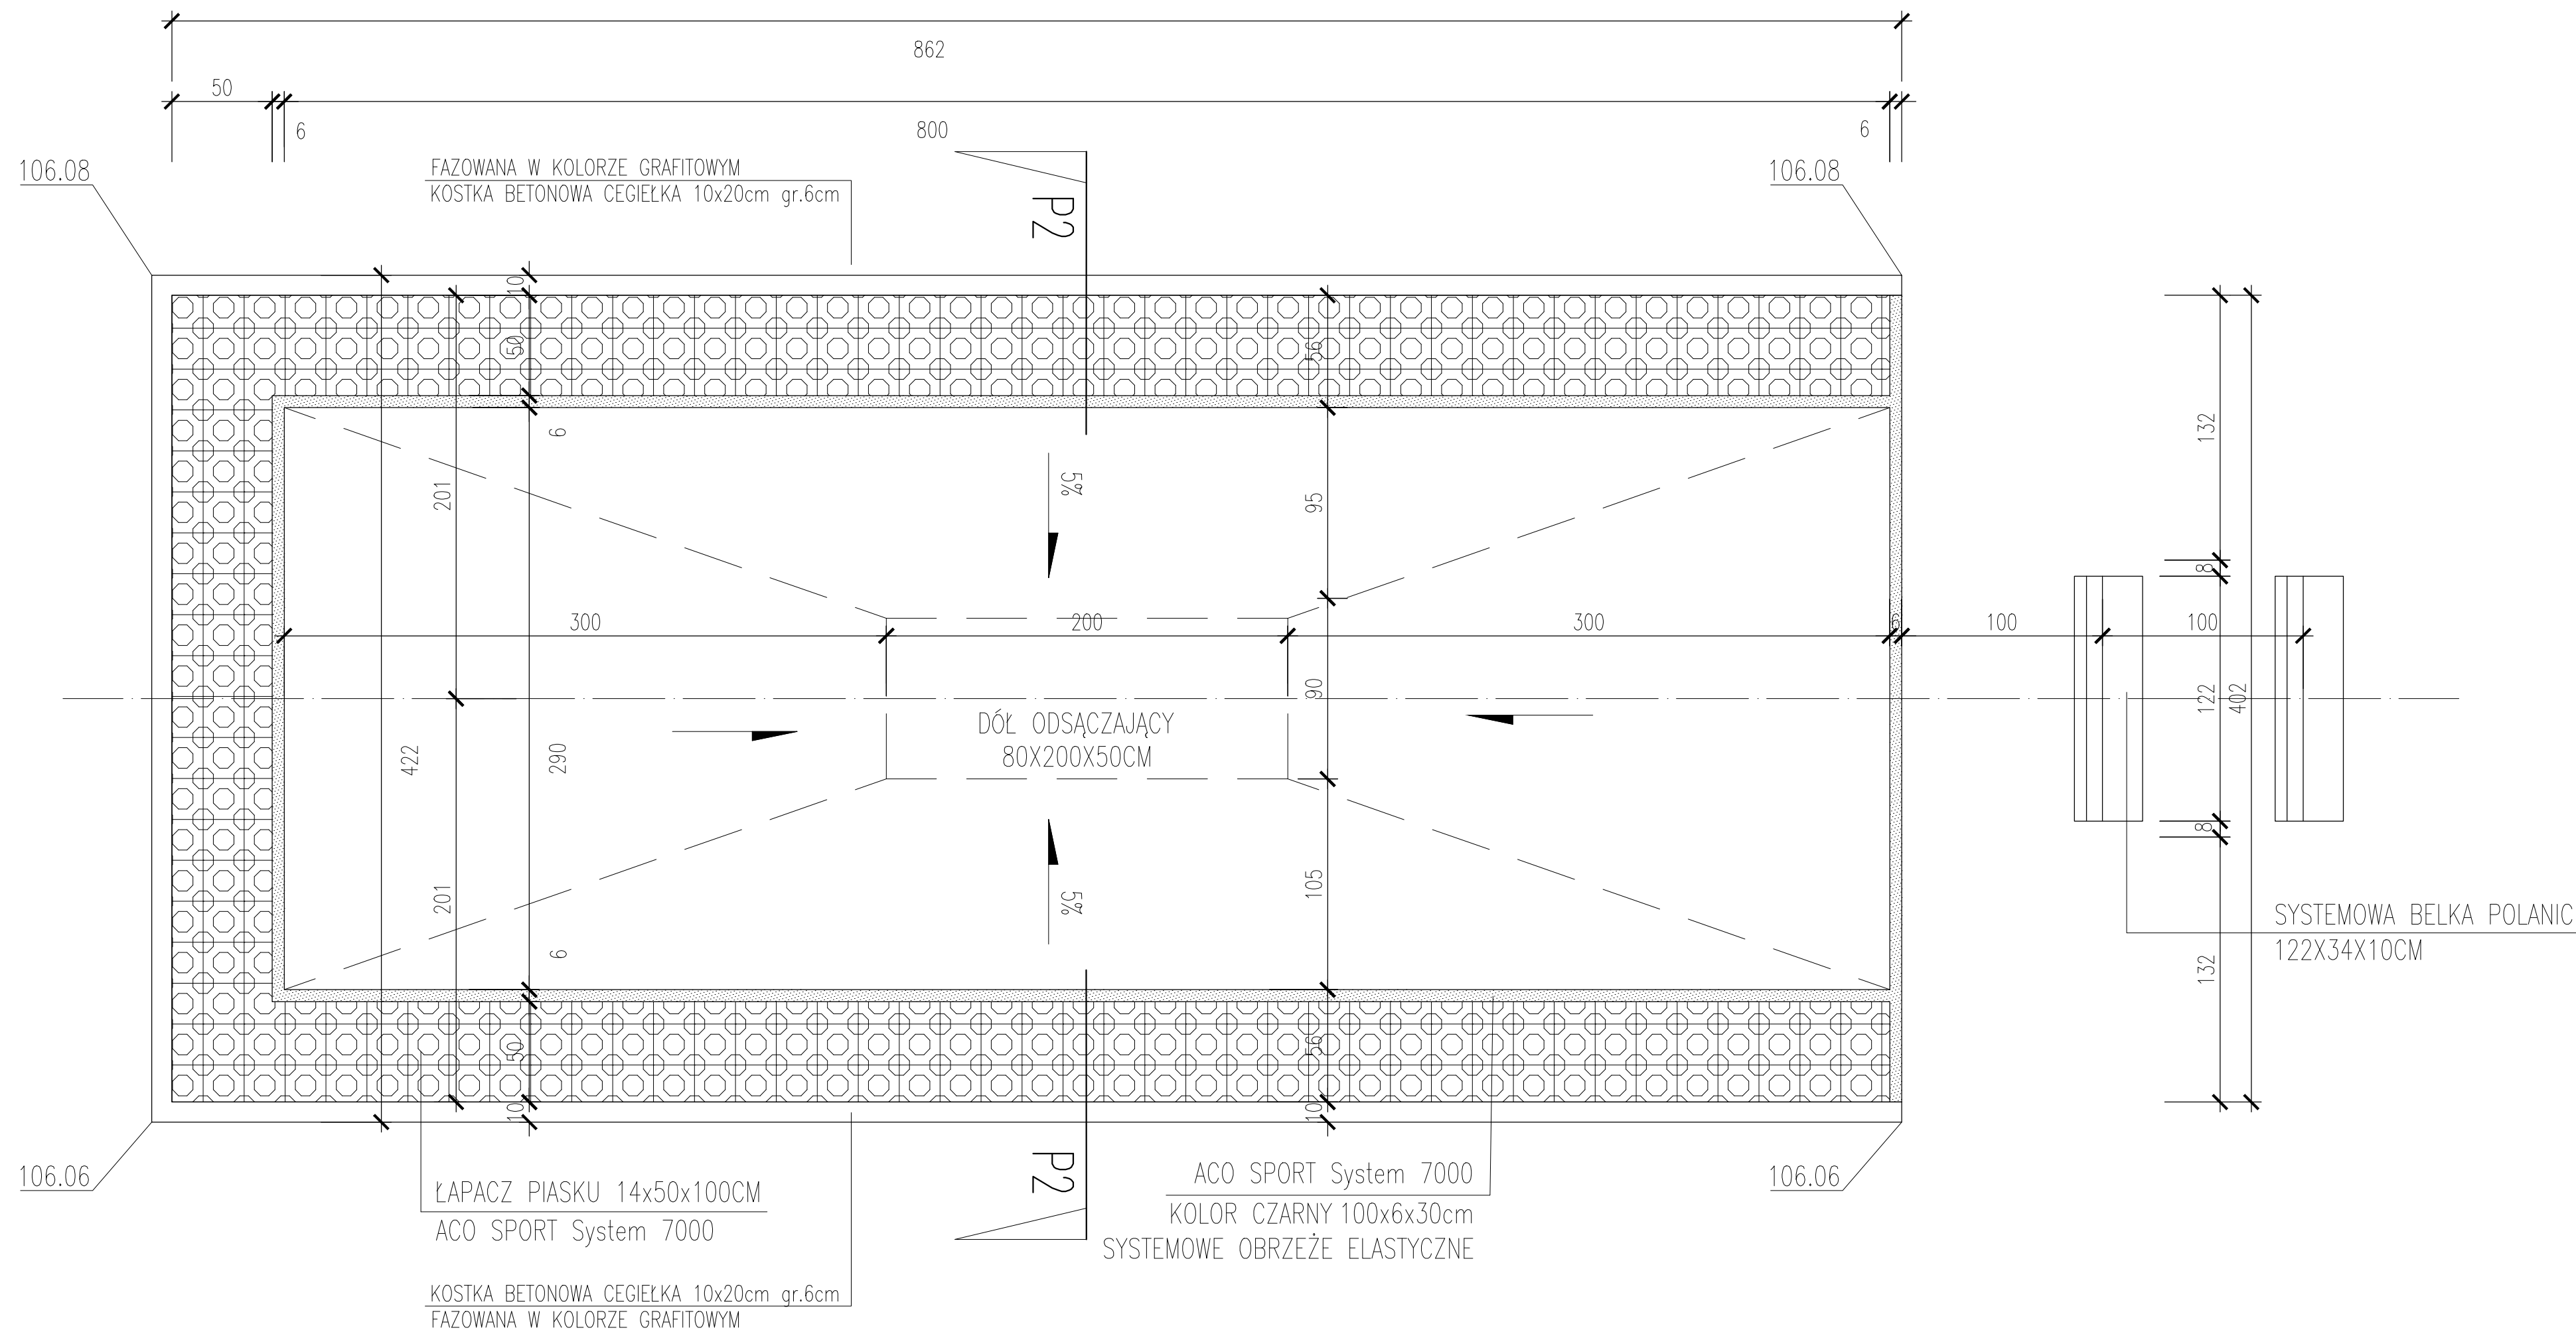 862
50
6
800
6
106.08
FAZOWANA W KOLORZE GRAFITOWYM
KOSTKA BETONOWA CEGIEŁKA 10x20cm gr.6cm
P2
106.08
10
50
56
6
132
201
5%
95
8
300
200
300
6
100
100
90
122
402
DÓŁ ODSĄCZAJĄCY
80X200X50CM
422
290
8
201
5%
105
SYSTEMOWA BELKA POLANIC
122X34X10CM
6
132
50
56
10
10
106.06
ŁAPACZ PIASKU 14x50x100CM
ACO SPORT System 7000
P2
ACO SPORT System 7000
KOLOR CZARNY 100x6x30cm
SYSTEMOWE OBRZEŻE ELASTYCZNE
106.06
KOSTKA BETONOWA CEGIEŁKA 10x20cm gr.6cm
FAZOWANA W KOLORZE GRAFITOWYM